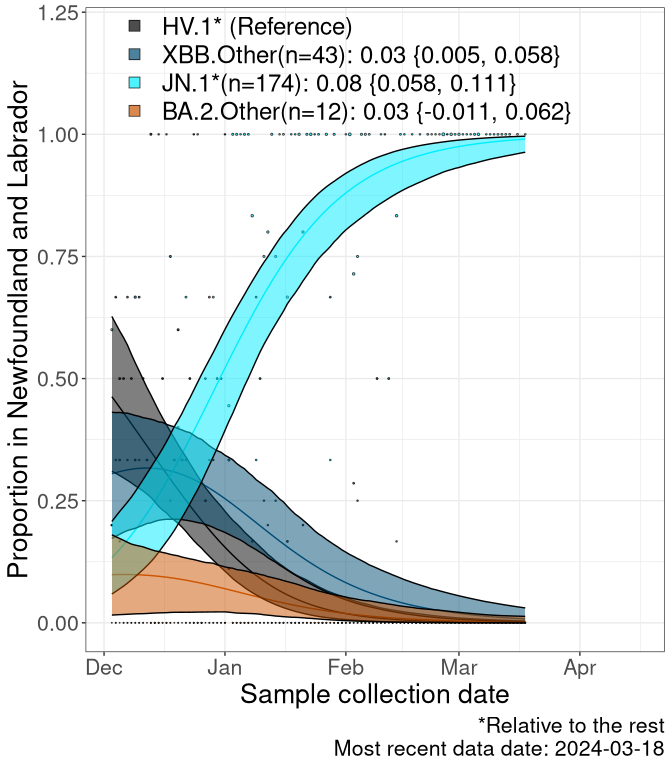 HV.1* (Reference)
XBB.Other(n=43): 0.03 {0.005, 0.058}
JN.1*(n=174): 0.08 {0.058, 0.111}
BA.2.Other(n=12): 0.03 {-0.011, 0.062}
Proportion in Newfoundland and Labrador
1.25
1.00
0.75
0.50
0.25
0.00
Dec Jan Feb Mar Apr
Sample collection date
*Relative to the rest
Most recent data date: 2024-03-18